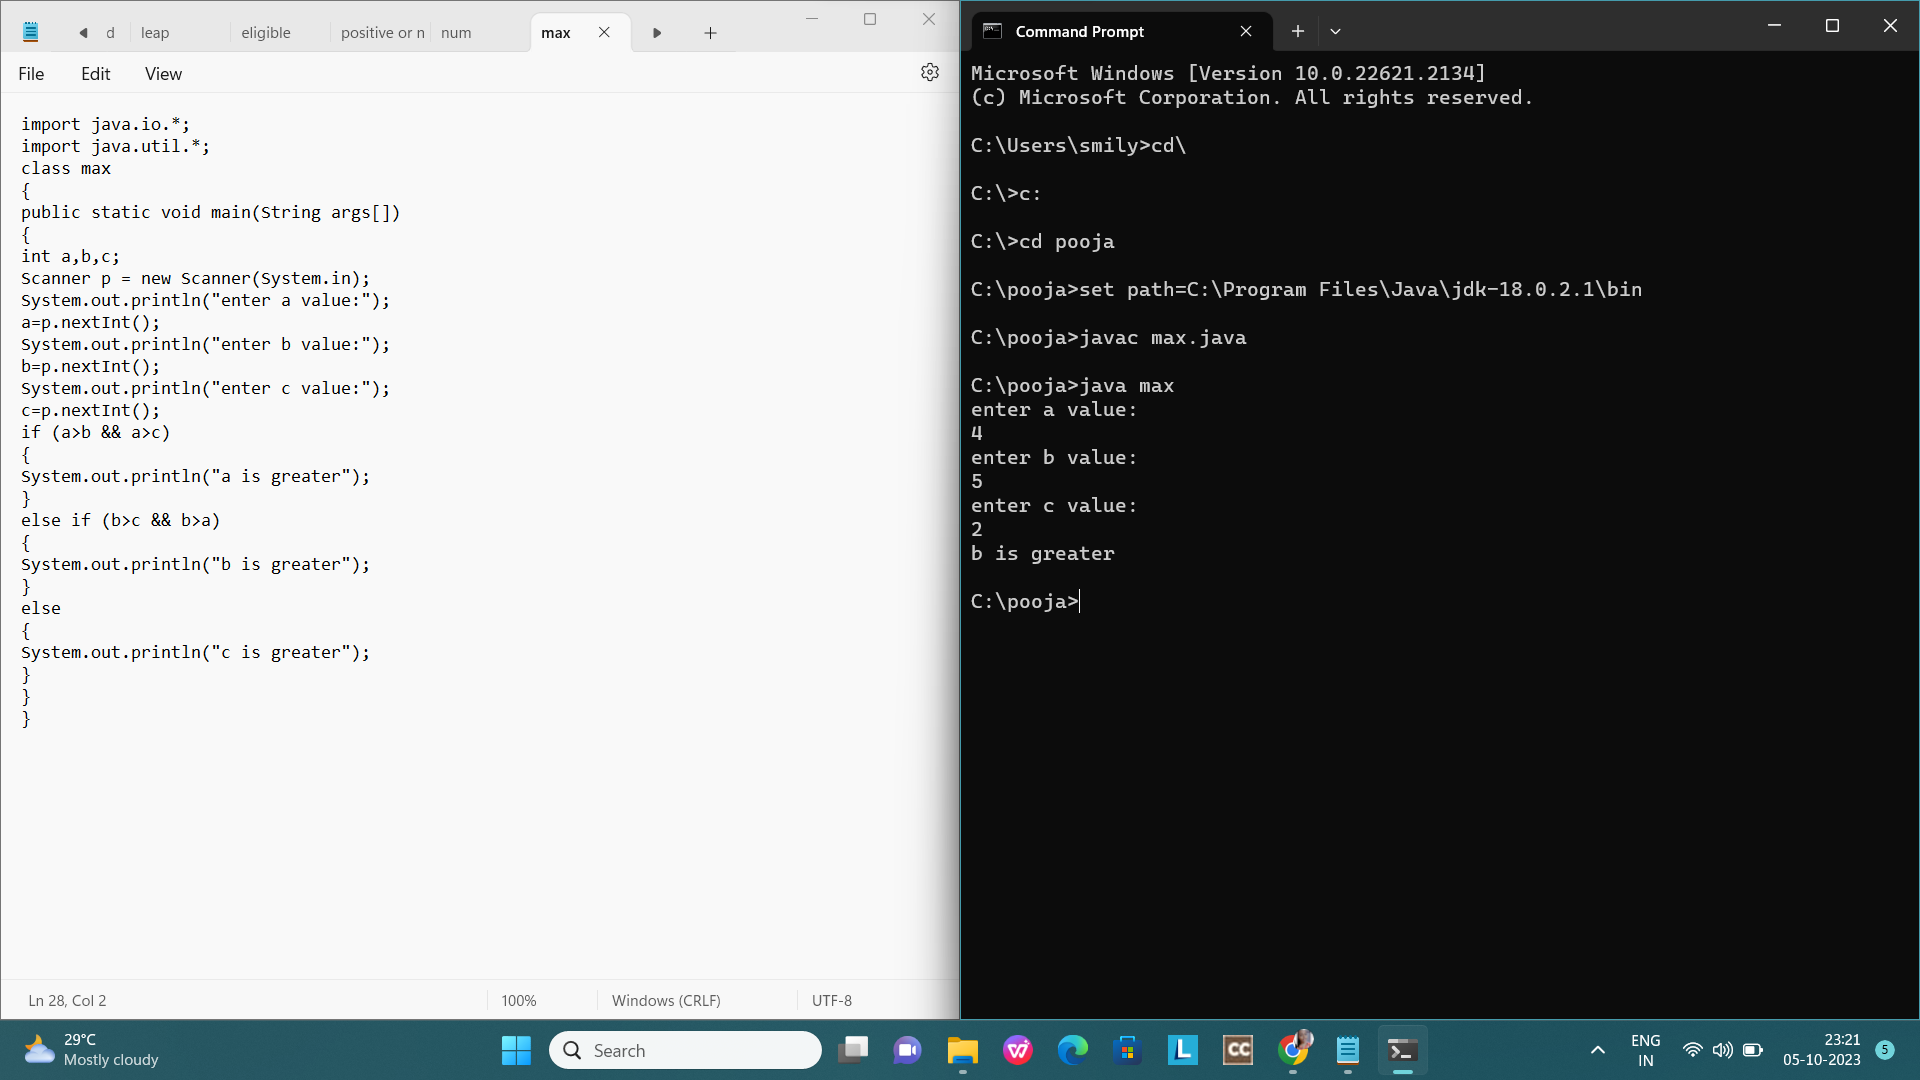 d
leap
eligible
positive or n
num
max
File
Edit
View
import java.io.*;
import java.util.*;
class max
{
public static void main(String args[])
{
int a,b,c;
Scanner p = new Scanner(System.in);
System.out.println("enter a value:");
a=p.nextInt();
System.out.println("enter b value:");
b=p.nextInt();
System.out.println("enter c value:");
c=p.nextInt();
if (a>b && a>c)
{
System.out.println("a is greater");
}
else if (b>c && b>a)
{
System.out.println("b is greater");
}
else
{
System.out.println("c is greater");
}
}
}
Ln 28, Col 2
100%
Windows (CRLF)
UTF-8
Command Prompt
Microsoft Windows [Version 10.0.22621.2134]
(c) Microsoft Corporation. All rights reserved.
C:\Users\smily>cd\
C:\>c:
C:\>cd pooja
C:\pooja>set path=C:\Program Files\Java\jdk-18.0.2.1\bin
C:\pooja>javac max.java
C:\pooja>java max
enter a value:
4
enter b value:
5
enter c value:
2
b is greater
C:\pooja>
29°C
Mostly cloudy
Search
L
CC
ENG
IN
23:21
05-10-2023
5